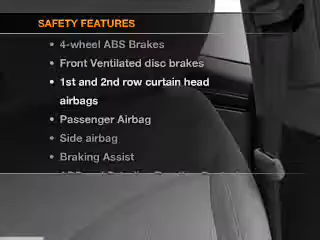 SAFETY FEATURES
• 4-wheel ABS Brakes
• Front Ventilated disc brakes
• 1st and 2nd row curtain head
airbags
• Passenger Airbag
• Side airbag
• Braking Assist